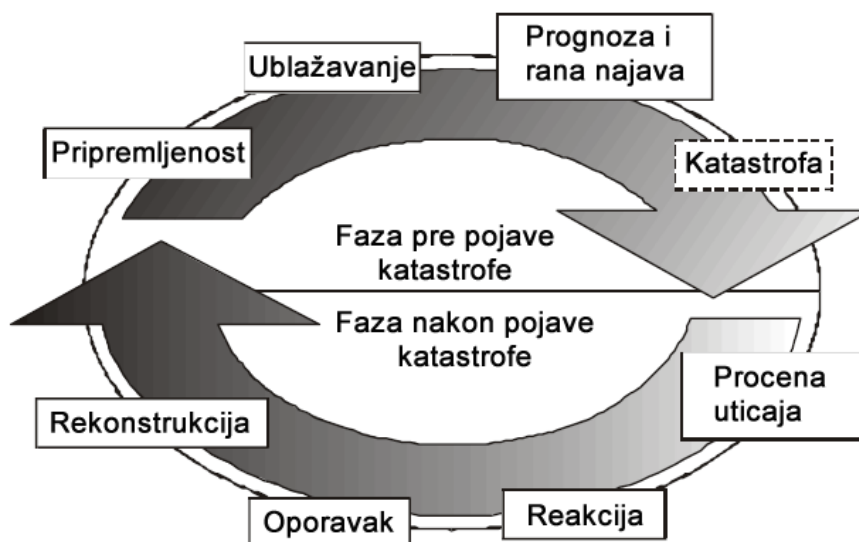 Prognoza i
rana najava
Ublažavanje
Pripremljenost
Katastrofa
Faza pre pojave
katastrofe
Faza nakon pojave
katastrofe
Procena
uticaja
Rekonstrukcija
Oporavak
Reakcija